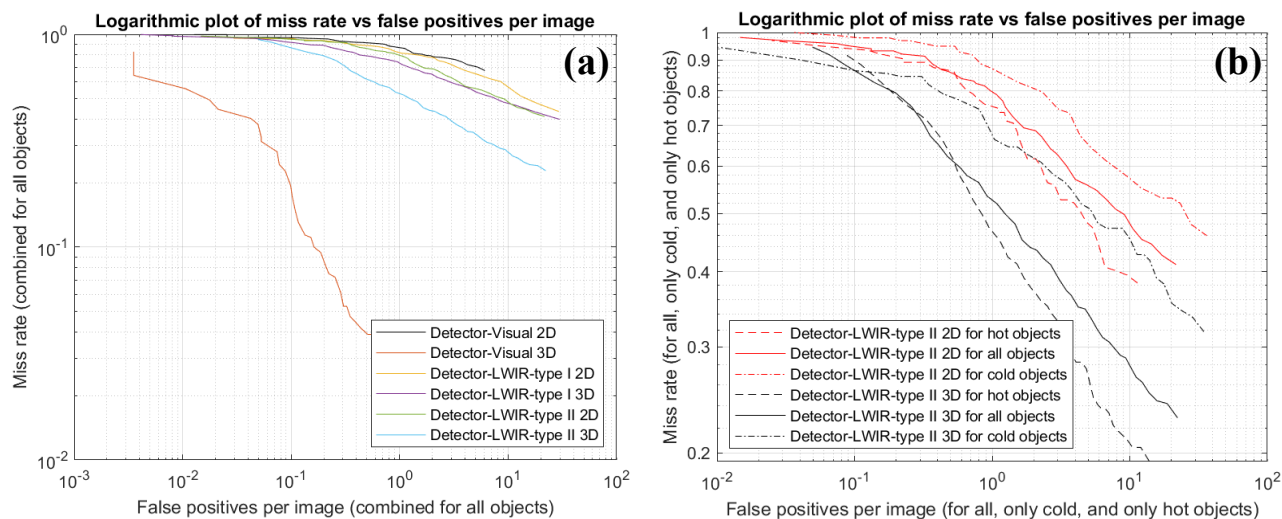 Logarithmic plot of miss rate vs false positives per image
(a)
Miss rate (combined for all objects)
10^0
10^-1
10^-2
Detector-Visual 2D
Detector-Visual 3D
Detector-LWIR-type I 2D
Detector-LWIR-type I 3D
Detector-LWIR-type II 2D
Detector-LWIR-type II 3D
10^-3 10^-2 10^-1 10^0 10^1 10^2
False positives per image (combined for all objects)
Logarithmic plot of miss rate vs false positives per image
(b)
Miss rate (for all, only cold, and only hot objects)
1
0.9
0.8
0.7
0.6
0.5
0.4
0.3
0.2
Detector-LWIR-type II 2D for hot objects
Detector-LWIR-type II 2D for all objects
Detector-LWIR-type II 2D for cold objects
Detector-LWIR-type II 3D for hot objects
Detector-LWIR-type II 3D for all objects
Detector-LWIR-type II 3D for cold objects
10^-2 10^-1 10^0 10^1 10^2
False positives per image (for all, only cold, and only hot objects)